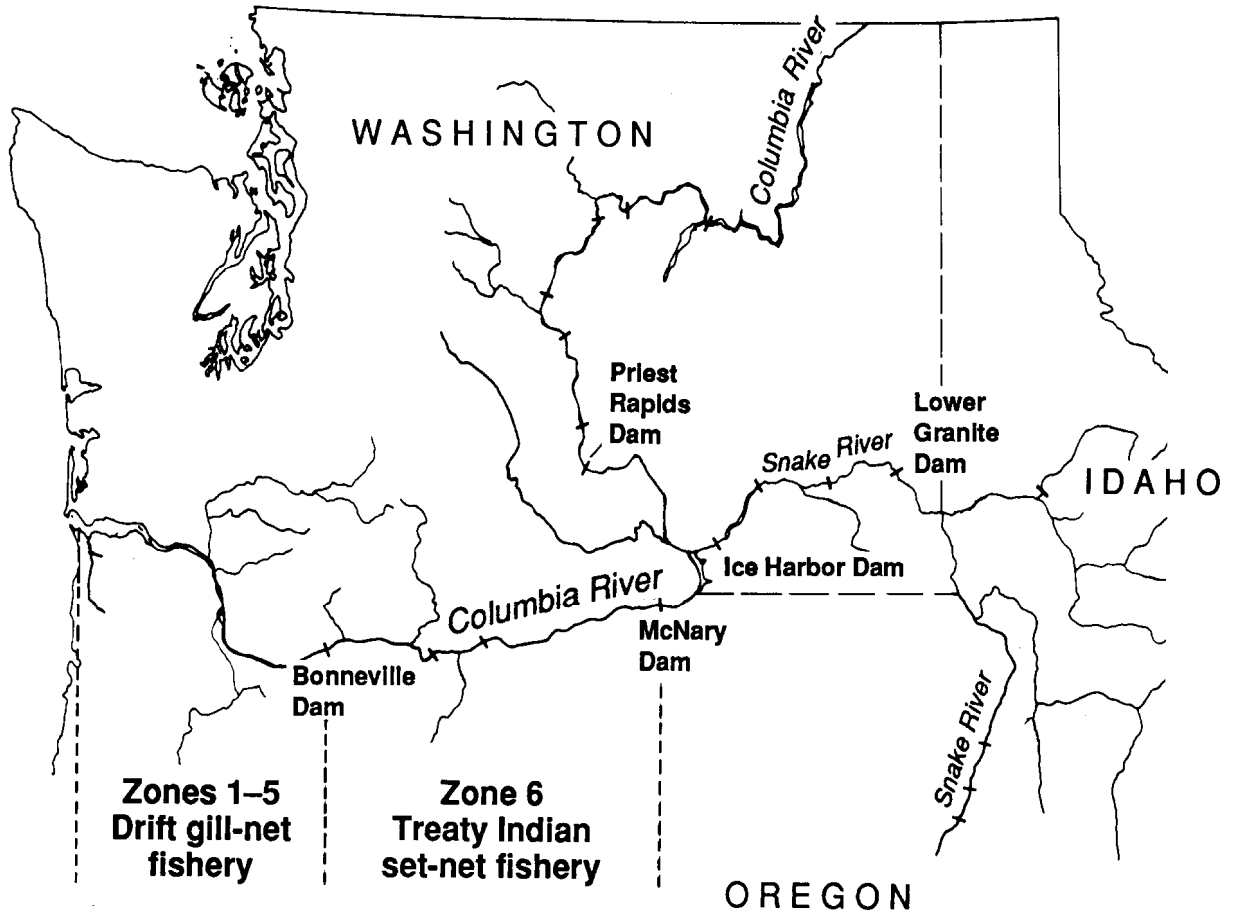 Columbia River
WASHINGTON
Priest
Rapids
Dam
Lower
Granite
Dam
Snake River
IDAHO
Ice Harbor Dam
Columbia River
McNary
Dam
Bonneville
Dam
Snake River
Zones 1–5
Drift gill-net
fishery
Zone 6
Treaty Indian
set-net fishery
OREGON